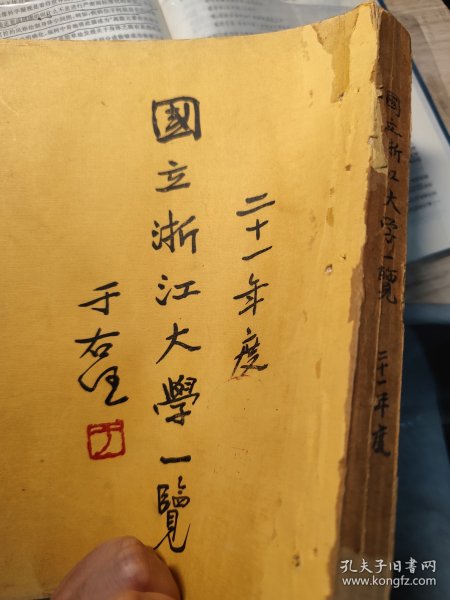 二十一年度
國立浙江大學一覽
于右任
國立浙江大學一覽 二十一年度
孔夫子旧书网
www.kongfz.com